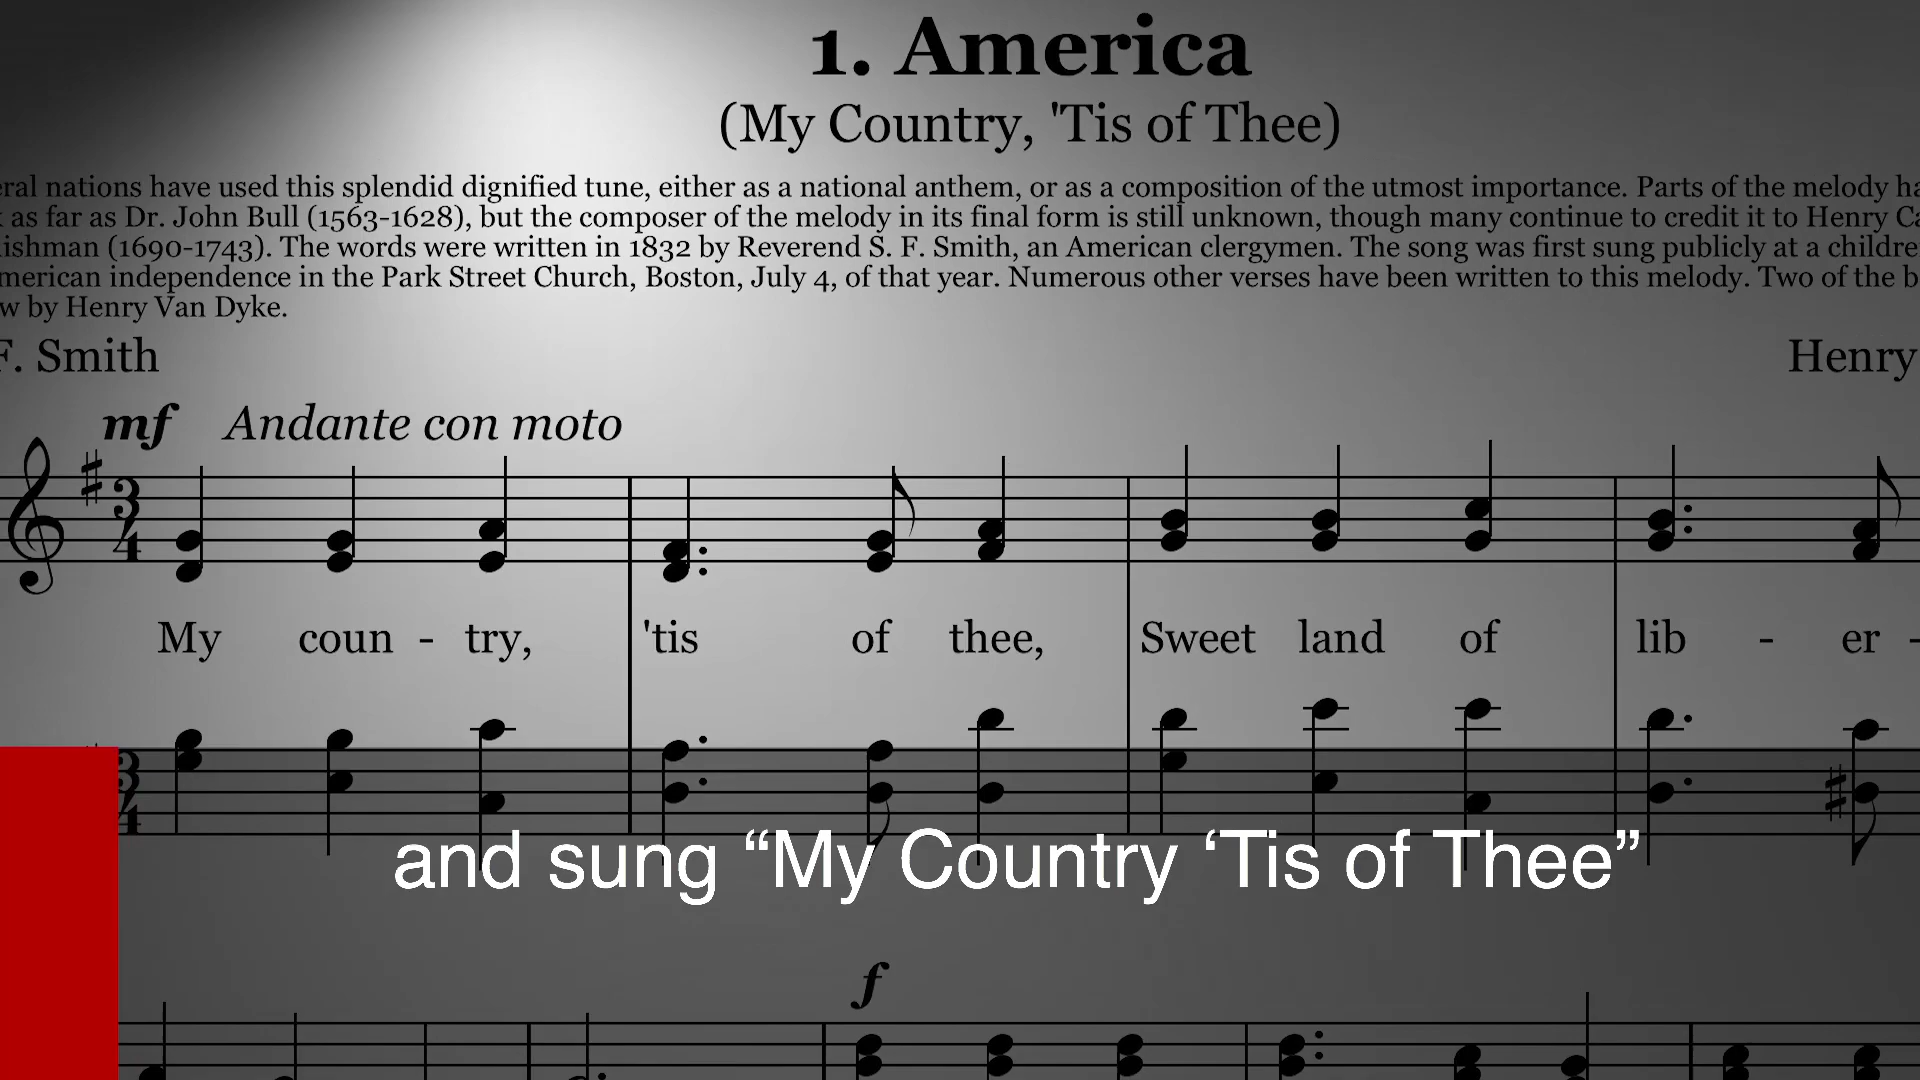 1. America
(My Country, 'Tis of Thee)
eral nations have used this splendid dignified tune, either as a national anthem, or as a composition of the utmost importance. Parts of the melody ha
as far as Dr. John Bull (1563-1628), but the composer of the melody in its final form is still unknown, though many continue to credit it to Henry Ca
lishman (1690-1743). The words were written in 1832 by Reverend S. F. Smith, an American clergymen. The song was first sung publicly at a childre
merican independence in the Park Street Church, Boston, July 4, of that year. Numerous other verses have been written to this melody. Two of the b
w by Henry Van Dyke.
F. Smith
Henry
mf Andante con moto
3
4
My coun - try, 'tis of thee, Sweet land of lib - er -
3
4
and sung “My Country ‘Tis of Thee”
f